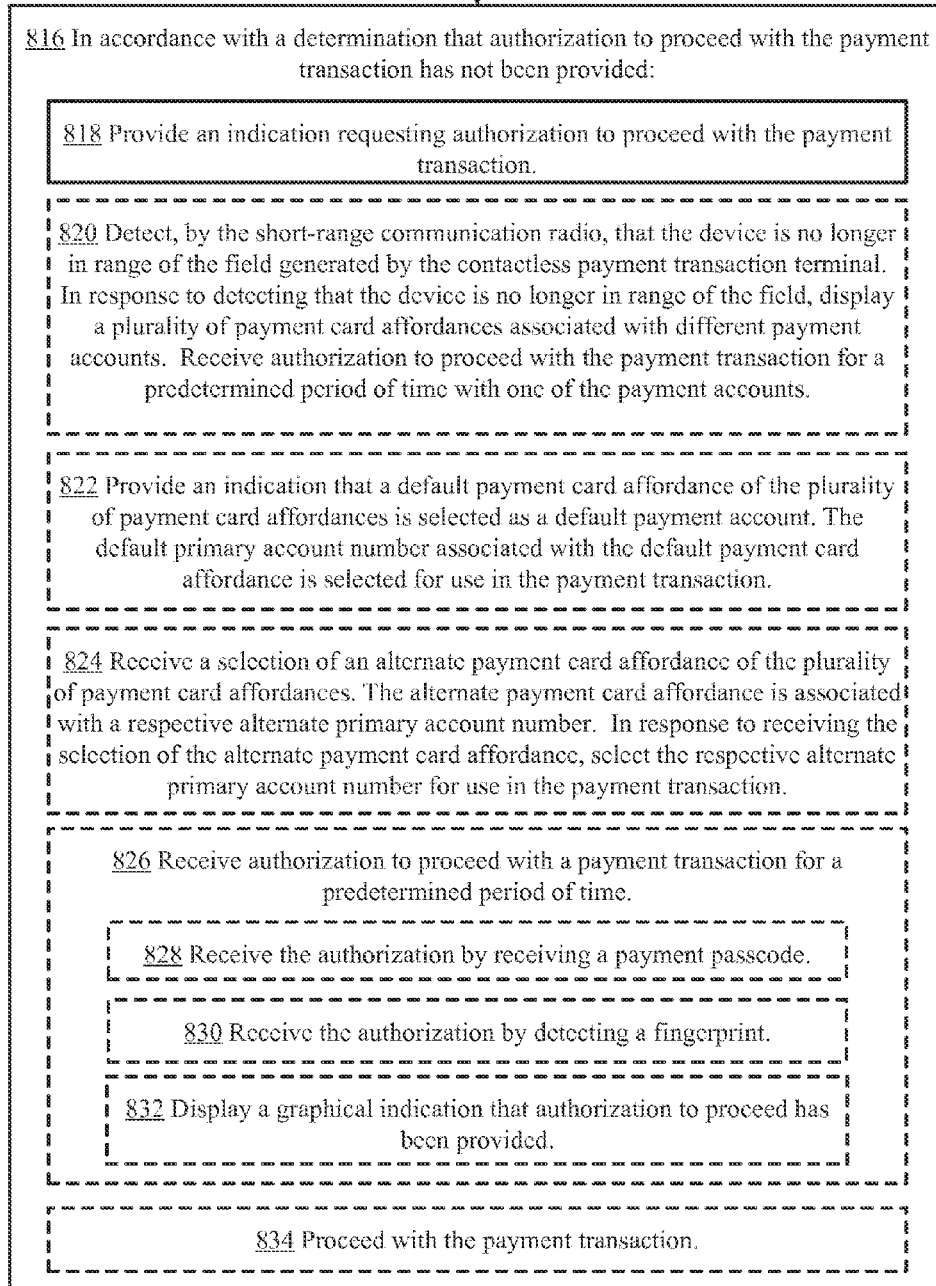 816 In accordance with a determination that authorization to proceed with the payment
transaction has not been provided:
818 Provide an indication requesting authorization to proceed with the payment
transaction.
820 Detect, by the short-range communication radio, that the device is no longer
in range of the field generated by the contactless payment transaction terminal.
In response to detecting that the device is no longer in range of the field, display
a plurality of payment card affordances associated with different payment
accounts. Receive authorization to proceed with the payment transaction for a
predetermined period of time with one of the payment accounts.
822 Provide an indication that a default payment card affordance of the plurality
of payment card affordances is selected as a default payment account. The
default primary account number associated with the default payment card
affordance is selected for use in the payment transaction.
824 Receive a selection of an alternate payment card affordance of the plurality
of payment card affordances. The alternate payment card affordance is associated
with a respective alternate primary account number. In response to receiving the
selection of the alternate payment card affordance, select the respective alternate
primary account number for use in the payment transaction.
826 Receive authorization to proceed with a payment transaction for a
predetermined period of time.
828 Receive the authorization by receiving a payment passcode.
830 Receive the authorization by detecting a fingerprint.
832 Display a graphical indication that authorization to proceed has
been provided.
834 Proceed with the payment transaction.